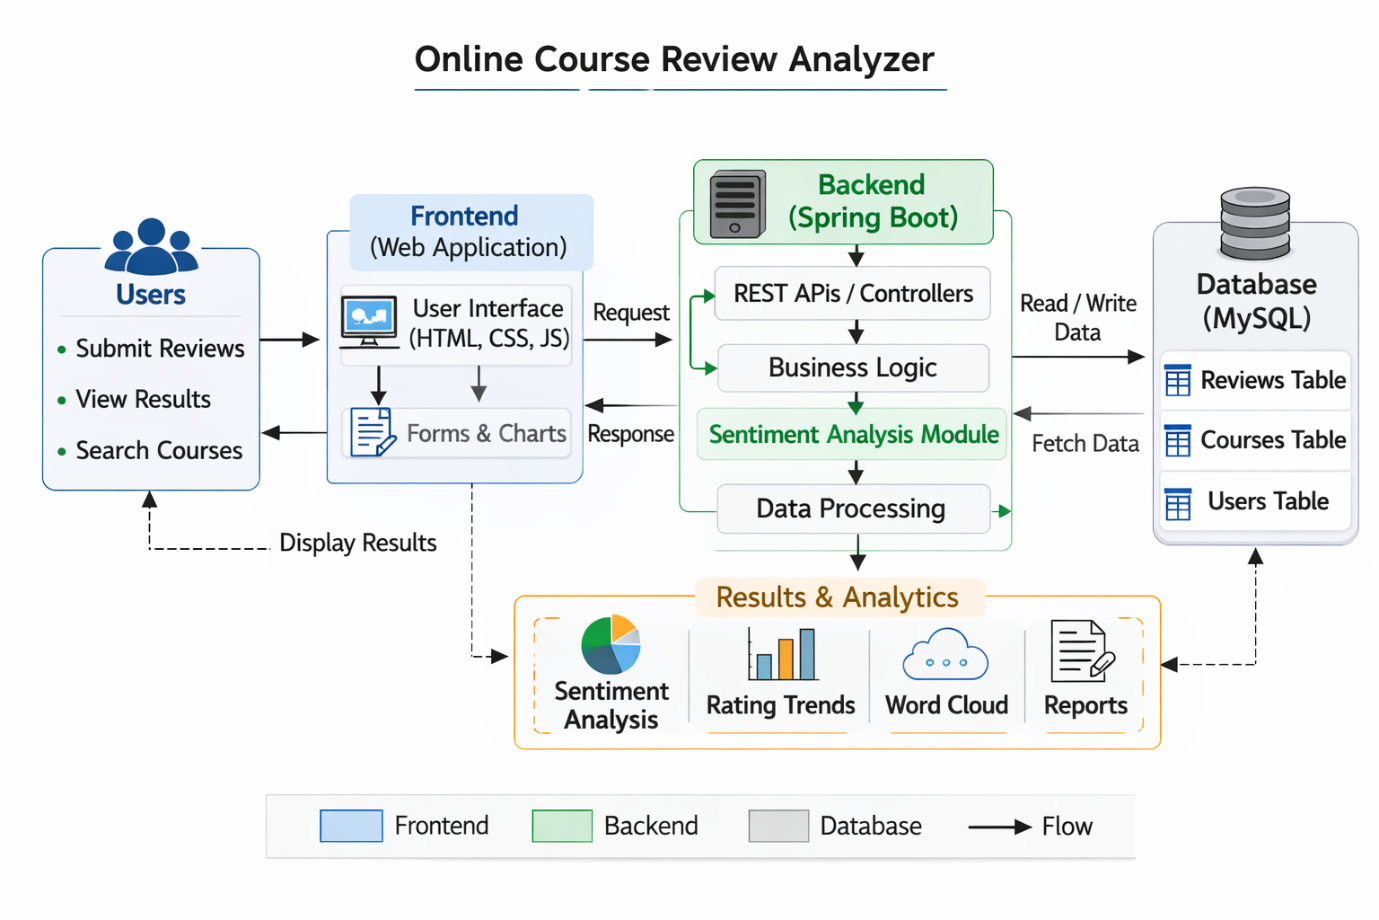 Online Course Review Analyzer
Users
• Submit Reviews
• View Results
• Search Courses
Frontend
(Web Application)
User Interface
(HTML, CSS, JS)
Forms & Charts
Request
Response
Backend
(Spring Boot)
REST APis / Controllers
Business Logic
Sentiment Analysis Module
Data Processing
Read / Write
Data
Fetch Data
Database
(MySQL)
Reviews Table
Courses Table
Users Table
Display Results
Results & Analytics
Sentiment
Analysis
Rating Trends
Word Cloud
Reports
Frontend
Backend
Database
Flow